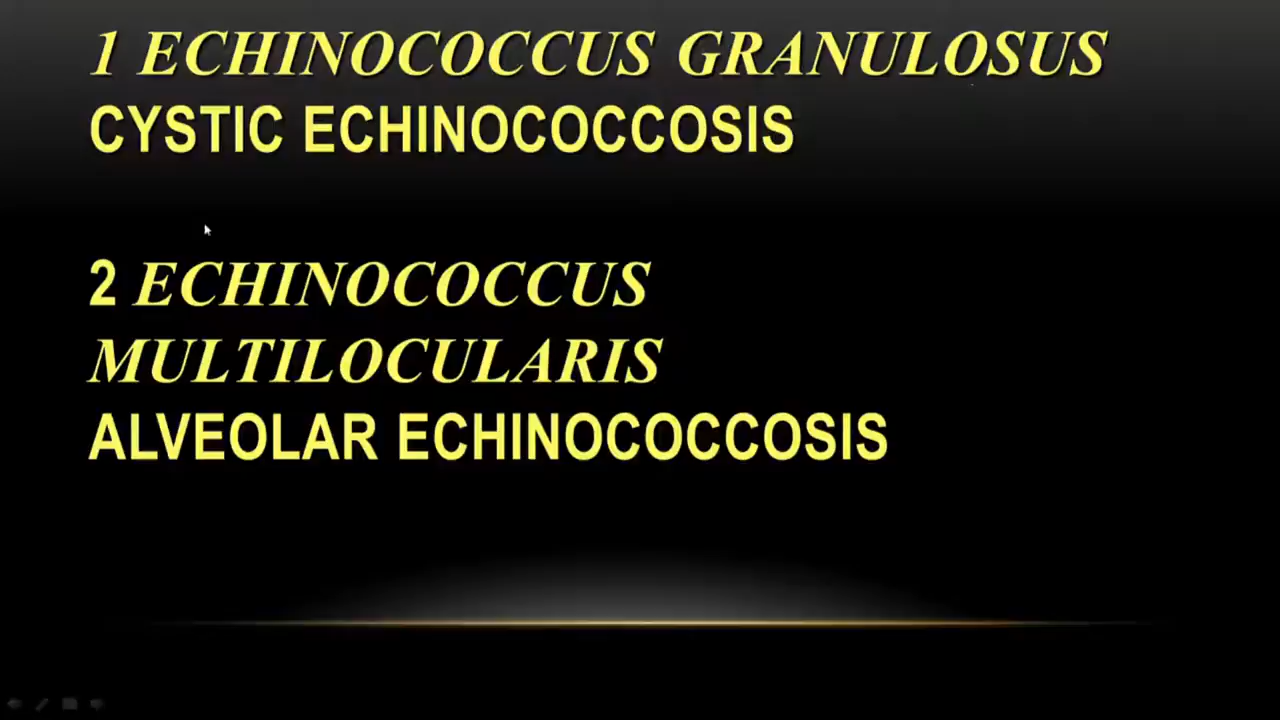 1 ECHINOCOCCUS GRANULOSUS
CYSTIC ECHINOCOCCOSIS
2 ECHINOCOCCUS
MULTILOCULARIS
ALVEOLAR ECHINOCOCCOSIS